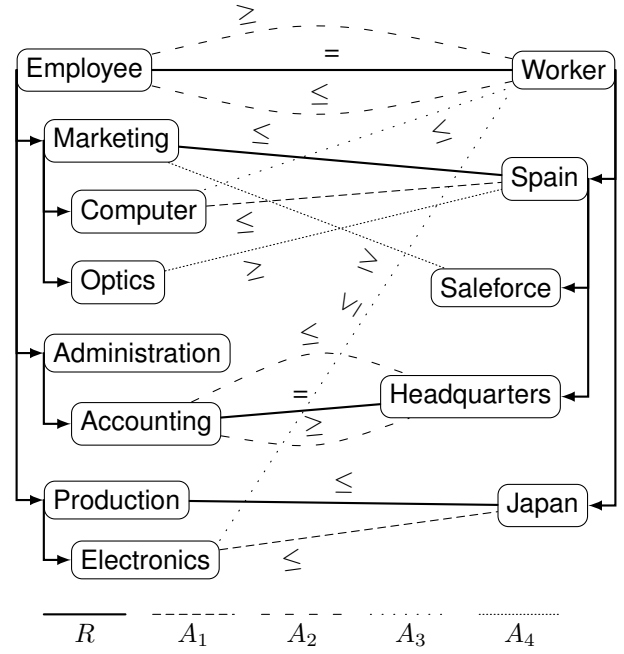 ≥
Employee = Worker
≤
Marketing ≤ ≤
Spain
Computer ≤
Optics ≥ ≥ Saleforce
≤ ≤
Administration
Headquarters
Accounting = ≥
Production ≤ Japan
Electronics ≤
R A₁ A₂ A₃ A₄